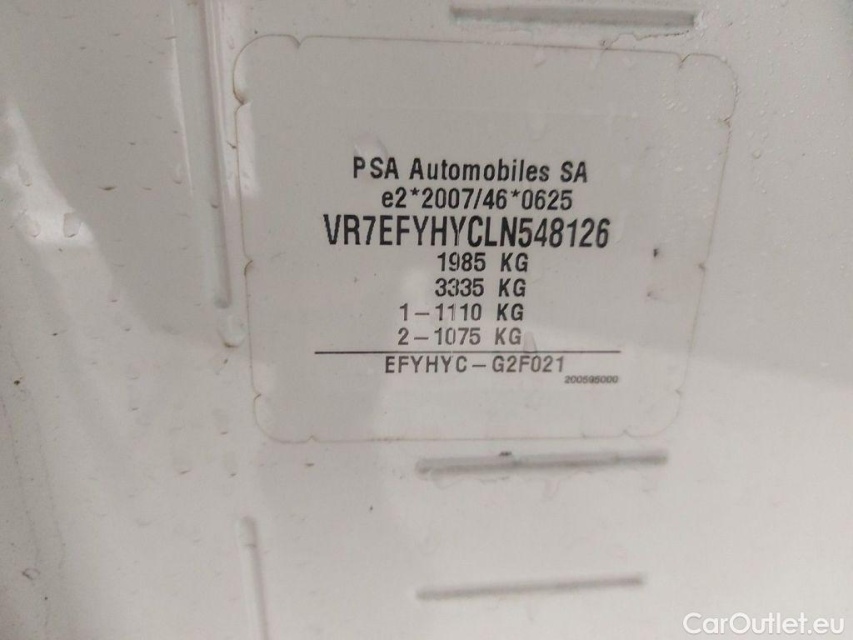 PSA Automobiles SA
e2*2007/46*0625
VR7EFYHYCLN548126
1985 KG
3335 KG
1-1110 KG
2-1075 KG
EFYHYC-G2F021
200595000
CarOutlet.eu